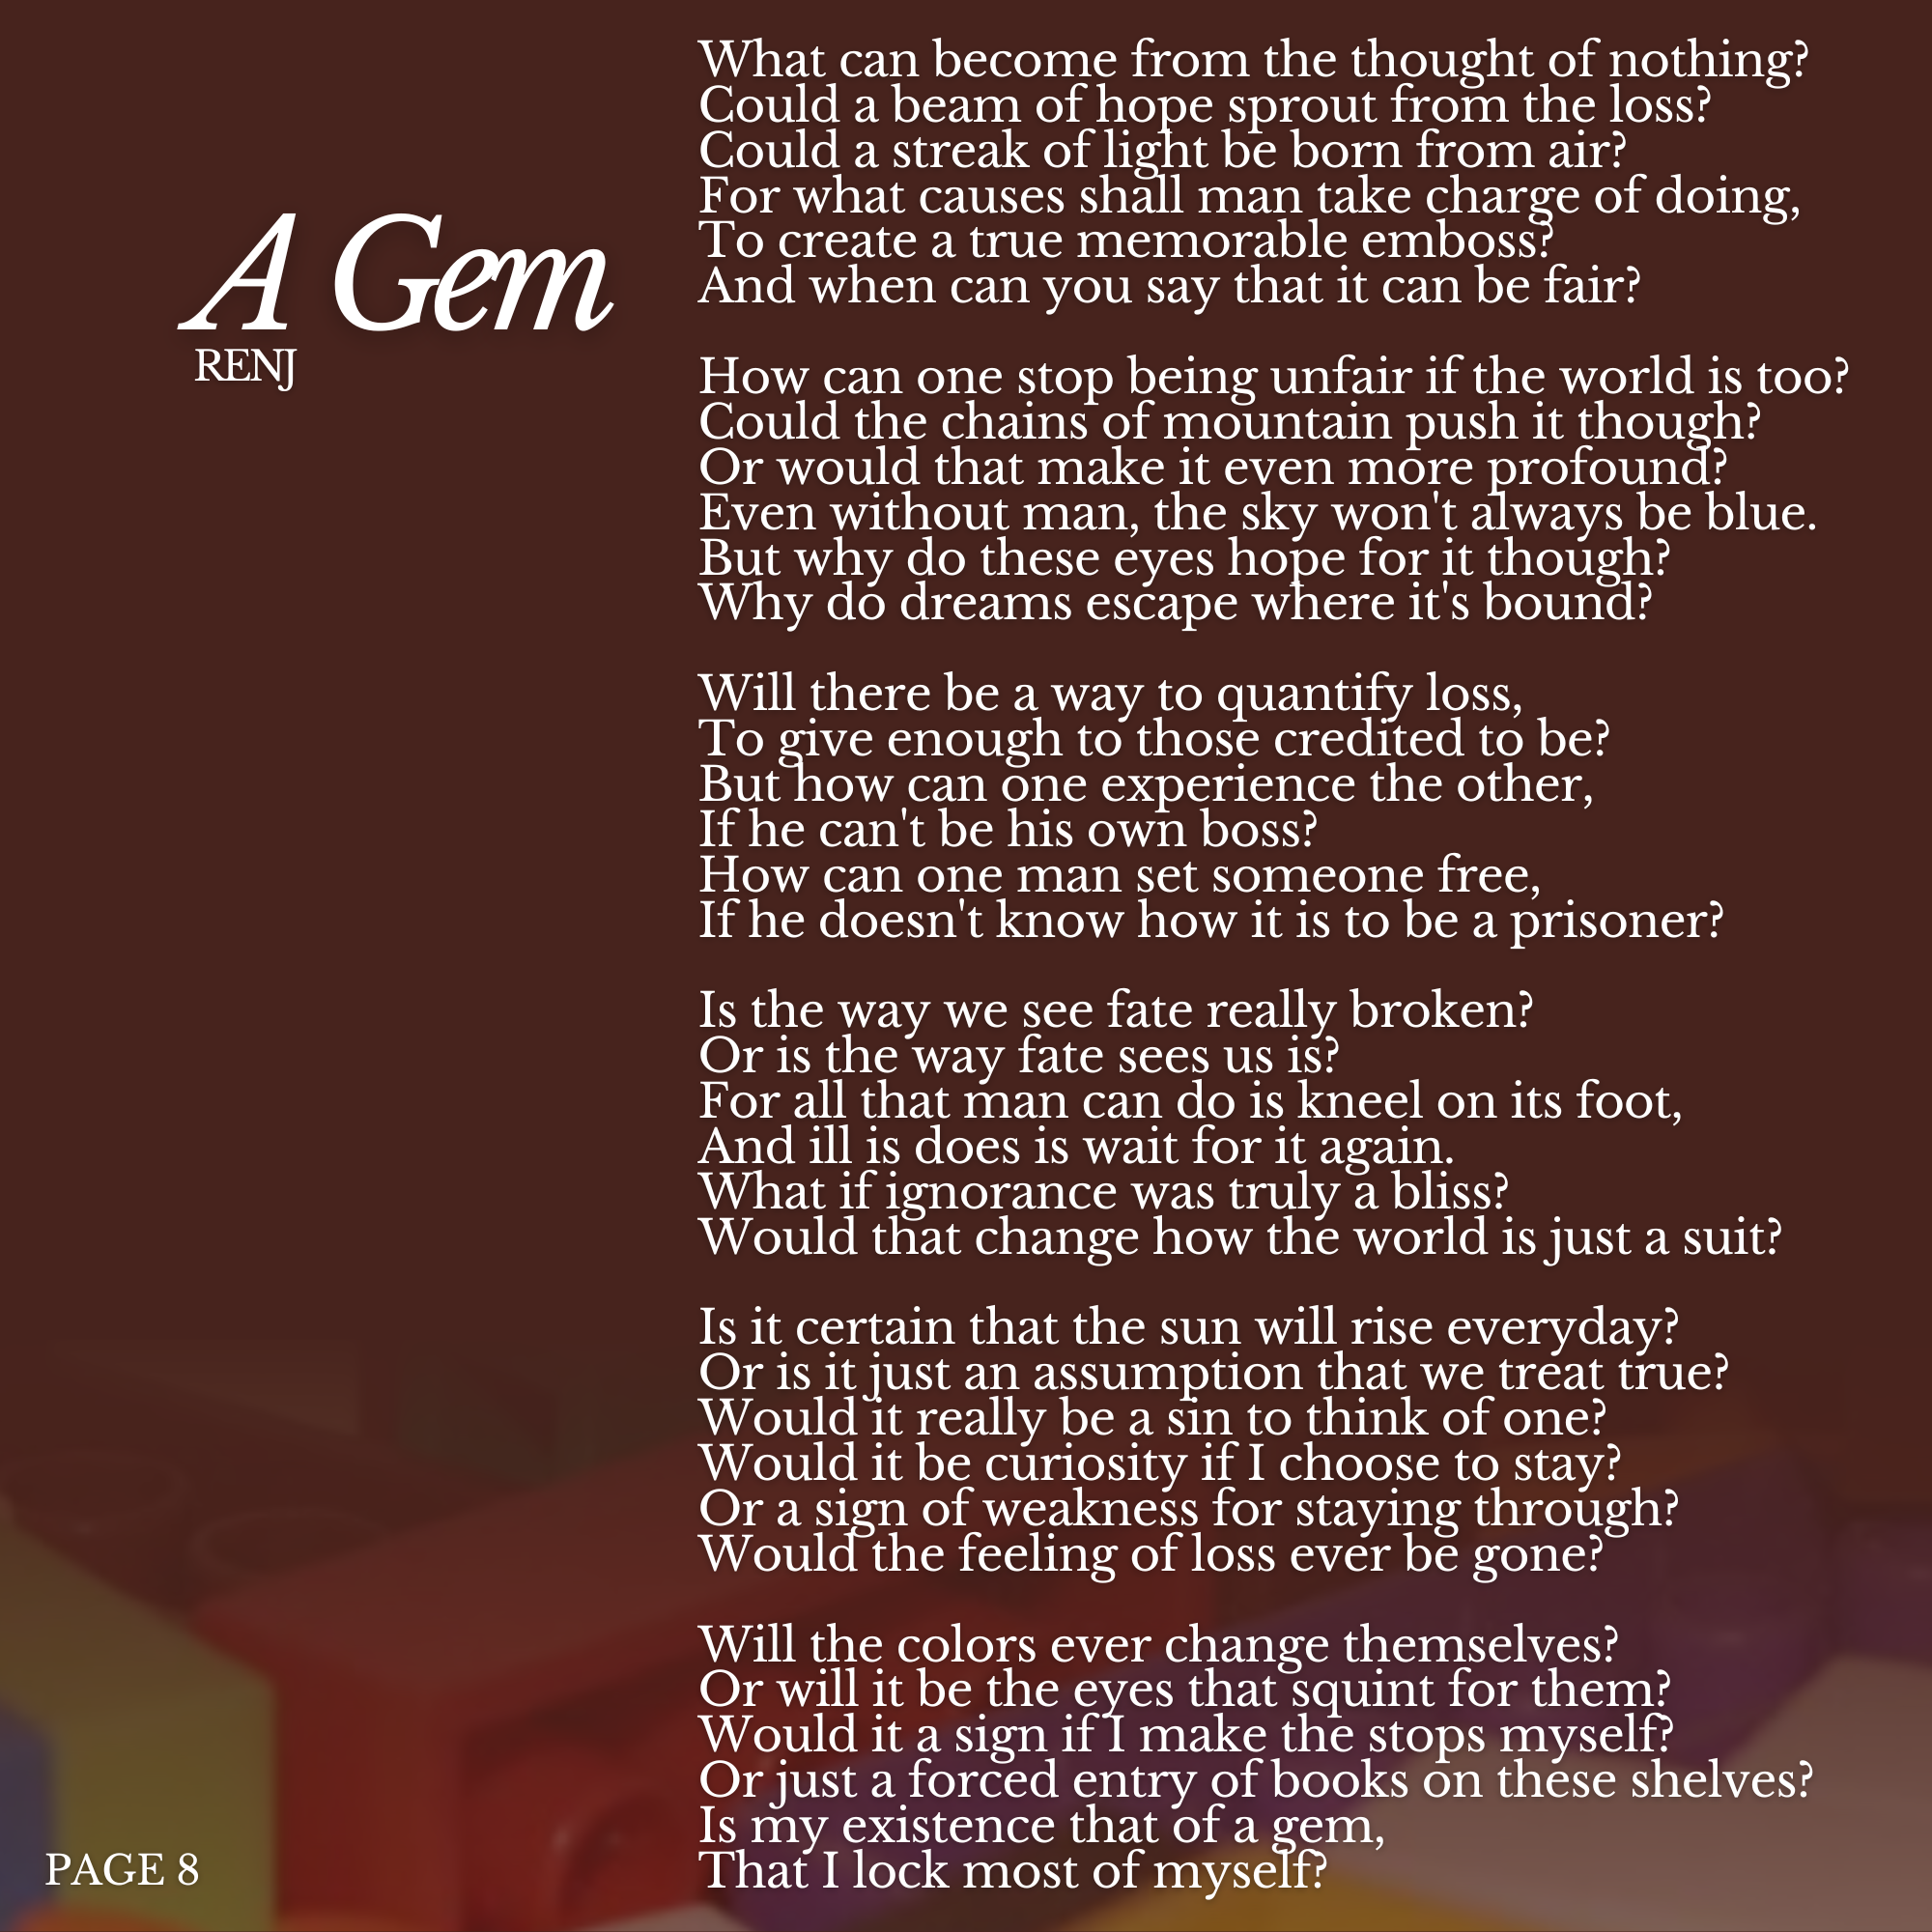 A Gem
RENJ
What can become from the thought of nothing?
Could a beam of hope sprout from the loss?
Could a streak of light be born from air?
For what causes shall man take charge of doing,
To create a true memorable emboss?
And when can you say that it can be fair?
How can one stop being unfair if the world is too?
Could the chains of mountain push it though?
Or would that make it even more profound?
Even without man, the sky won't always be blue.
But why do these eyes hope for it though?
Why do dreams escape where it's bound?
Will there be a way to quantify loss,
To give enough to those credited to be?
But how can one experience the other,
If he can't be his own boss?
How can one man set someone free,
If he doesn't know how it is to be a prisoner?
Is the way we see fate really broken?
Or is the way fate sees us is?
For all that man can do is kneel on its foot,
And ill is does is wait for it again.
What if ignorance was truly a bliss?
Would that change how the world is just a suit?
Is it certain that the sun will rise everyday?
Or is it just an assumption that we treat true?
Would it really be a sin to think of one?
Would it be curiosity if I choose to stay?
Or a sign of weakness for staying through?
Would the feeling of loss ever be gone?
Will the colors ever change themselves?
Or will it be the eyes that squint for them?
Would it a sign if I make the stops myself?
Or just a forced entry of books on these shelves?
Is my existence that of a gem,
That I lock most of myself?
PAGE 8